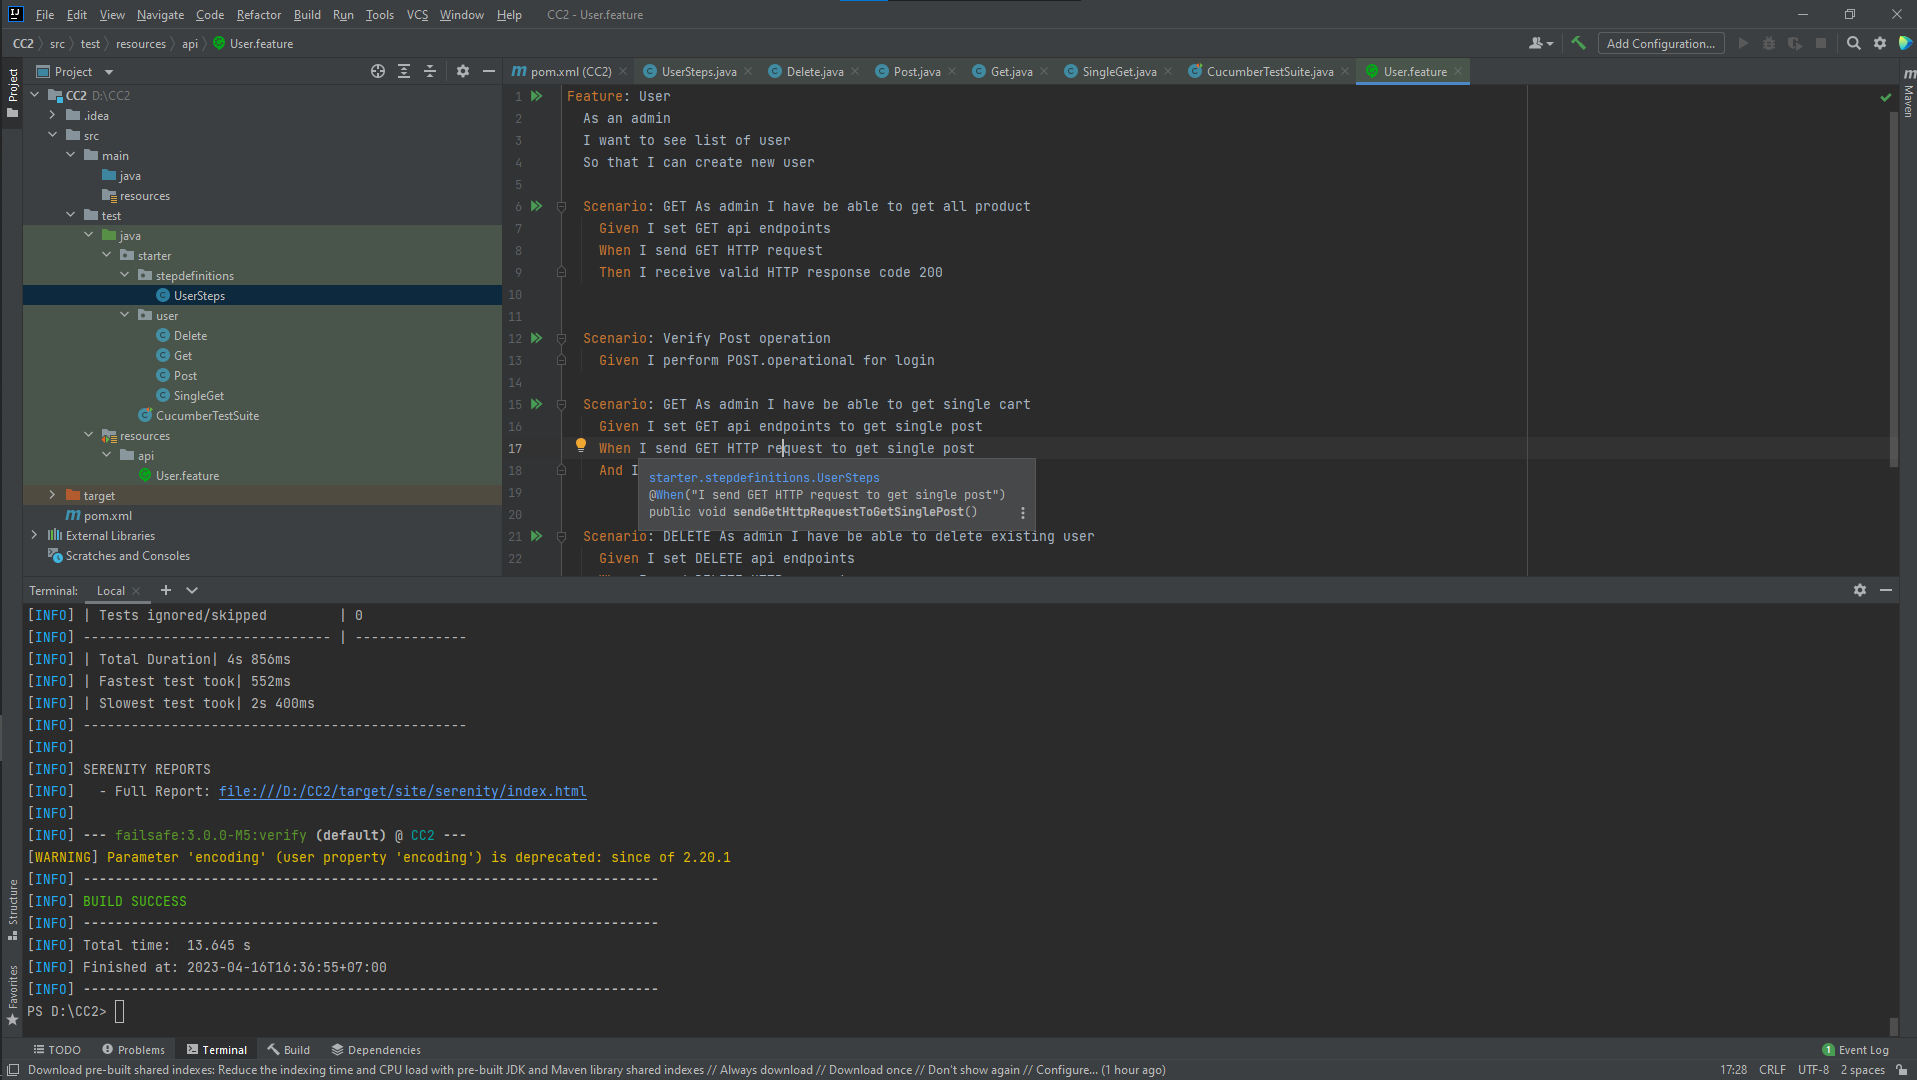 File Edit View Navigate Code Refactor Build Run Tools VCS Window Help CC2 - User.feature
CC2 src test resources api User.feature Add Configuration...
Project
pom.xml (CC2) UserSteps.java Delete.java Post.java Get.java SingleGet.java CucumberTestSuite.java User.feature
Project
Maven
CC2 D:\CC2
.idea
src
main
java
resources
test
java
starter
stepdefinitions
UserSteps
user
Delete
Get
Post
SingleGet
CucumberTestSuite
resources
api
User.feature
target
pom.xml
External Libraries
Scratches and Consoles
1 Feature: User
2 As an admin
3 I want to see list of user
4 So that I can create new user
5
6 Scenario: GET As admin I have be able to get all product
7 Given I set GET api endpoints
8 When I send GET HTTP request
9 Then I receive valid HTTP response code 200
10
11
12 Scenario: Verify Post operation
13 Given I perform POST.operational for login
14
15 Scenario: GET As admin I have be able to get single cart
16 Given I set GET api endpoints to get single post
17 When I send GET HTTP request to get single post
18 And I
19
20
starter.stepdefinitions.UserSteps
@When("I send GET HTTP request to get single post")
public void sendGetHttpRequestToGetSinglePost()
21 Scenario: DELETE As admin I have be able to delete existing user
22 Given I set DELETE api endpoints
Terminal: Local
[INFO] | Tests ignored/skipped | 0
[INFO] ------------------------------- | --------------
[INFO] | Total Duration| 4s 856ms
[INFO] | Fastest test took| 552ms
[INFO] | Slowest test took| 2s 400ms
[INFO] ------------------------------------------------
[INFO]
[INFO] SERENITY REPORTS
[INFO]   - Full Report: file:///D:/CC2/target/site/serenity/index.html
[INFO]
[INFO] --- failsafe:3.0.0-M5:verify (default) @ CC2 ---
[WARNING] Parameter 'encoding' (user property 'encoding') is deprecated: since of 2.20.1
[INFO] ------------------------------------------------------------------------
[INFO] BUILD SUCCESS
[INFO] ------------------------------------------------------------------------
[INFO] Total time:  13.645 s
[INFO] Finished at: 2023-04-16T16:36:55+07:00
[INFO] ------------------------------------------------------------------------
PS D:\CC2>
Structure
Favorites
TODO Problems Terminal Build Dependencies 1 Event Log
Download pre-built shared indexes: Reduce the indexing time and CPU load with pre-built JDK and Maven library shared indexes // Always download // Download once // Don't show again // Configure... (1 hour ago) 17:28 CRLF UTF-8 2 spaces